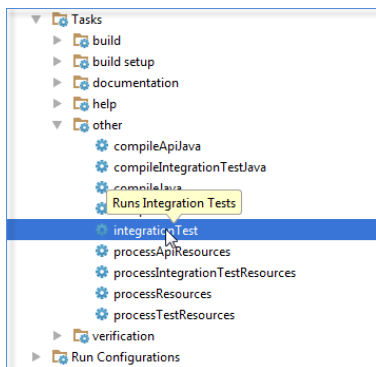 Tasks
build
build setup
documentation
help
other
compileApiJava
compileIntegrationTestJava
compileJava
Runs Integration Tests
integrationTest
processApiResources
processIntegrationTestResources
processResources
processTestResources
verification
Run Configurations